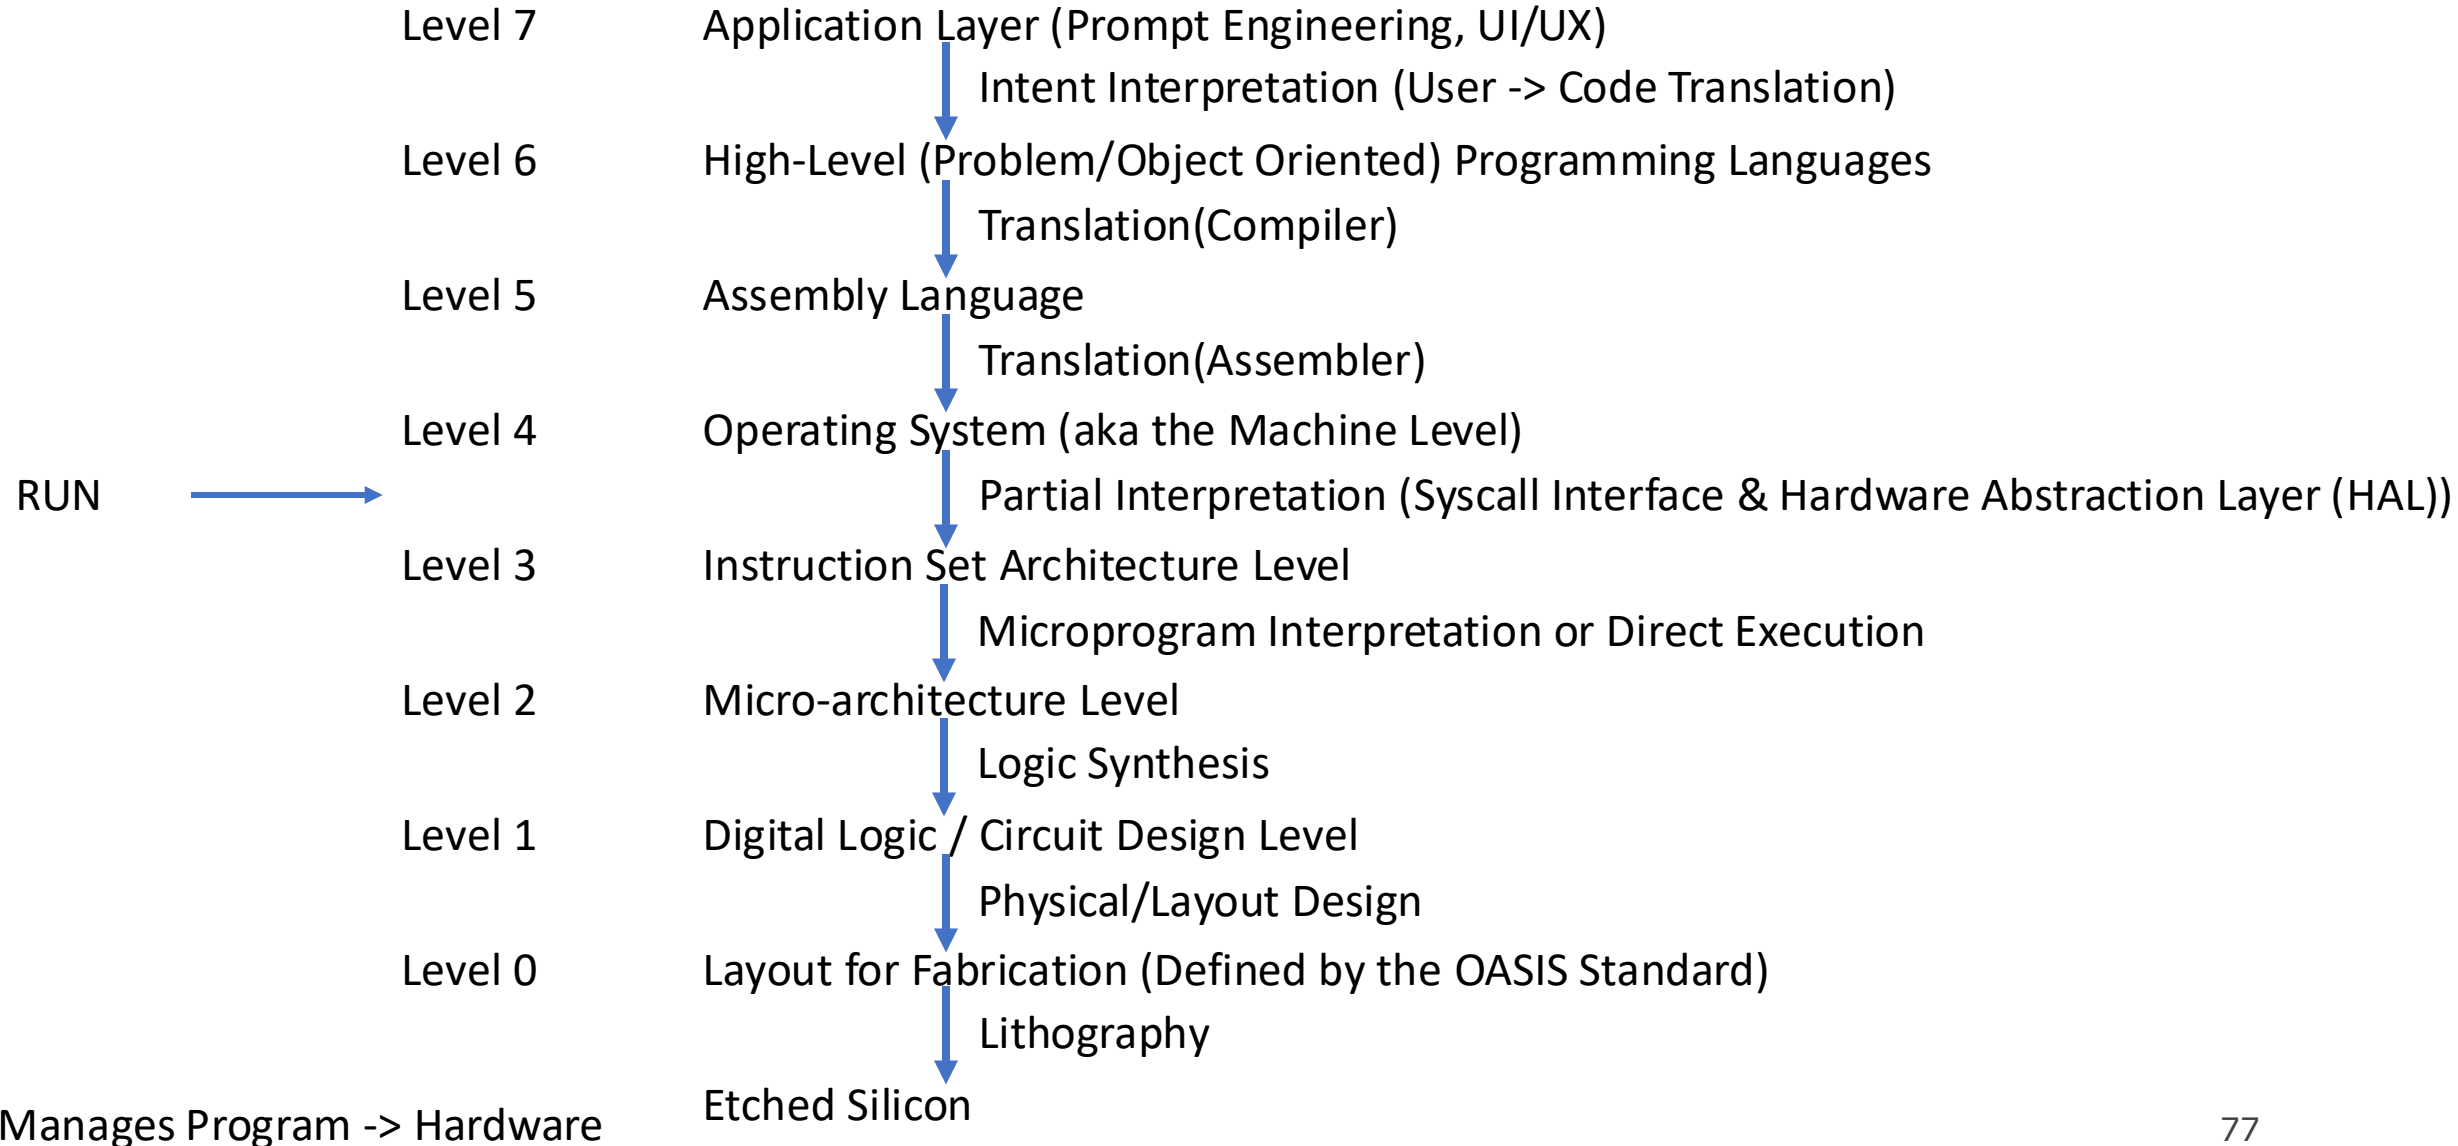 Level 7 Application Layer (Prompt Engineering, UI/UX)
Intent Interpretation (User -> Code Translation)
Level 6 High-Level (Problem/Object Oriented) Programming Languages
Translation(Compiler)
Level 5 Assembly Language
Translation(Assembler)
Level 4 Operating System (aka the Machine Level)
RUN Partial Interpretation (Syscall Interface & Hardware Abstraction Layer (HAL))
Level 3 Instruction Set Architecture Level
Microprogram Interpretation or Direct Execution
Level 2 Micro-architecture Level
Logic Synthesis
Level 1 Digital Logic / Circuit Design Level
Physical/Layout Design
Level 0 Layout for Fabrication (Defined by the OASIS Standard)
Lithography
Etched Silicon
Manages Program -> Hardware
77